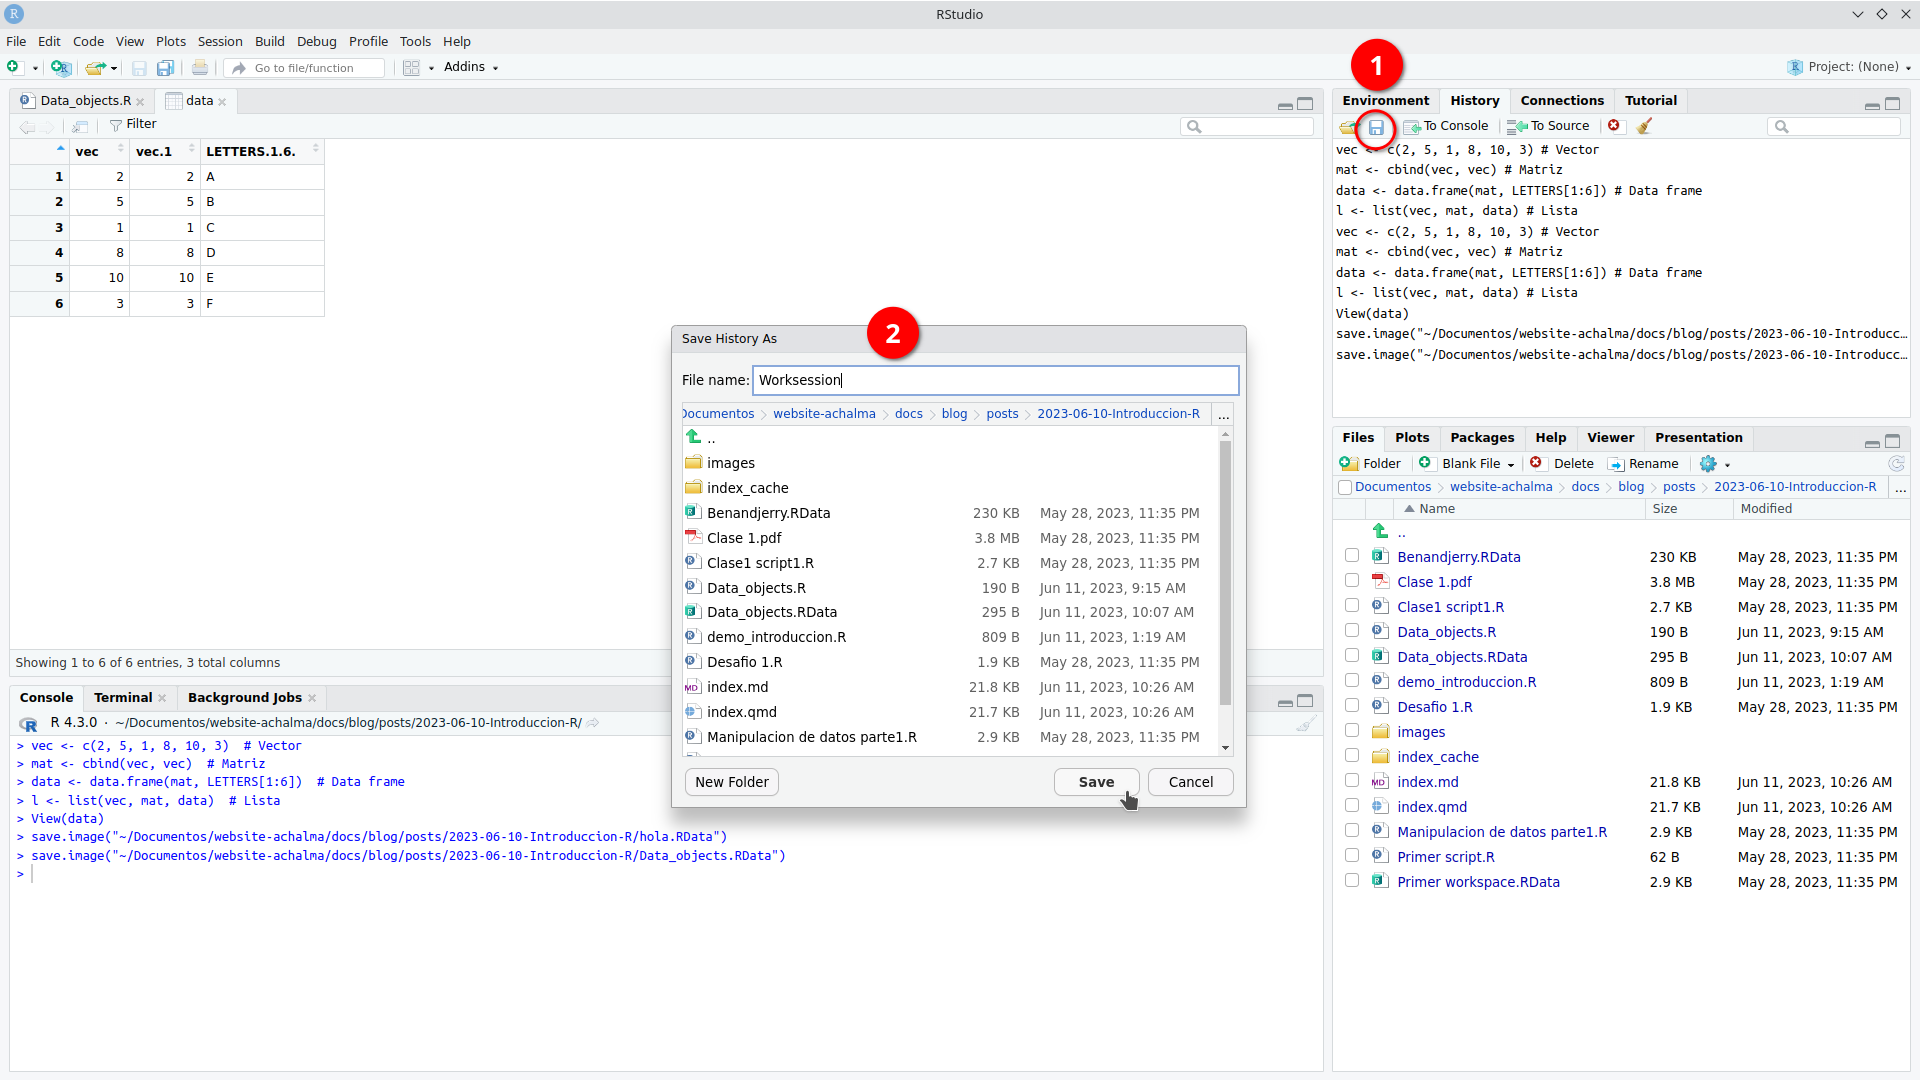 RStudio
File Edit Code View Plots Session Build Debug Profile Tools Help
Go to file/function Addins Project: (None)
1
Data_objects.R data
Filter
vec vec.1 LETTERS.1.6.
1 2 2 A
2 5 5 B
3 1 1 C
4 8 8 D
5 10 10 E
6 3 3 F
Showing 1 to 6 of 6 entries, 3 total columns
Console Terminal Background Jobs
R 4.3.0 · ~/Documentos/website-achalma/docs/blog/posts/2023-06-10-Introduccion-R/
> vec <- c(2, 5, 1, 8, 10, 3)  # Vector
> mat <- cbind(vec, vec)  # Matriz
> data <- data.frame(mat, LETTERS[1:6])  # Data frame
> l <- list(vec, mat, data)  # Lista
> View(data)
> save.image("~/Documentos/website-achalma/docs/blog/posts/2023-06-10-Introduccion-R/hola.RData")
> save.image("~/Documentos/website-achalma/docs/blog/posts/2023-06-10-Introduccion-R/Data_objects.RData")
>
2
Save History As
File name: Worksession
Documentos website-achalma docs blog posts 2023-06-10-Introduccion-R ...
..
images
index_cache
Benandjerry.RData 230 KB May 28, 2023, 11:35 PM
Clase 1.pdf 3.8 MB May 28, 2023, 11:35 PM
Clase1 script1.R 2.7 KB May 28, 2023, 11:35 PM
Data_objects.R 190 B Jun 11, 2023, 9:15 AM
Data_objects.RData 295 B Jun 11, 2023, 10:07 AM
demo_introduccion.R 809 B Jun 11, 2023, 1:19 AM
Desafio 1.R 1.9 KB May 28, 2023, 11:35 PM
index.md 21.8 KB Jun 11, 2023, 10:26 AM
index.qmd 21.7 KB Jun 11, 2023, 10:26 AM
Manipulacion de datos parte1.R 2.9 KB May 28, 2023, 11:35 PM
New Folder Save Cancel
Environment History Connections Tutorial
To Console To Source
vec <- c(2, 5, 1, 8, 10, 3) # Vector
mat <- cbind(vec, vec) # Matriz
data <- data.frame(mat, LETTERS[1:6]) # Data frame
l <- list(vec, mat, data) # Lista
vec <- c(2, 5, 1, 8, 10, 3) # Vector
mat <- cbind(vec, vec) # Matriz
data <- data.frame(mat, LETTERS[1:6]) # Data frame
l <- list(vec, mat, data) # Lista
View(data)
save.image("~/Documentos/website-achalma/docs/blog/posts/2023-06-10-Introducc…
save.image("~/Documentos/website-achalma/docs/blog/posts/2023-06-10-Introducc…
Files Plots Packages Help Viewer Presentation
Folder Blank File Delete Rename
Documentos website-achalma docs blog posts 2023-06-10-Introduccion-R ...
Name Size Modified
..
Benandjerry.RData 230 KB May 28, 2023, 11:35 PM
Clase 1.pdf 3.8 MB May 28, 2023, 11:35 PM
Clase1 script1.R 2.7 KB May 28, 2023, 11:35 PM
Data_objects.R 190 B Jun 11, 2023, 9:15 AM
Data_objects.RData 295 B Jun 11, 2023, 10:07 AM
demo_introduccion.R 809 B Jun 11, 2023, 1:19 AM
Desafio 1.R 1.9 KB May 28, 2023, 11:35 PM
images
index_cache
index.md 21.8 KB Jun 11, 2023, 10:26 AM
index.qmd 21.7 KB Jun 11, 2023, 10:26 AM
Manipulacion de datos parte1.R 2.9 KB May 28, 2023, 11:35 PM
Primer script.R 62 B May 28, 2023, 11:35 PM
Primer workspace.RData 2.9 KB May 28, 2023, 11:35 PM